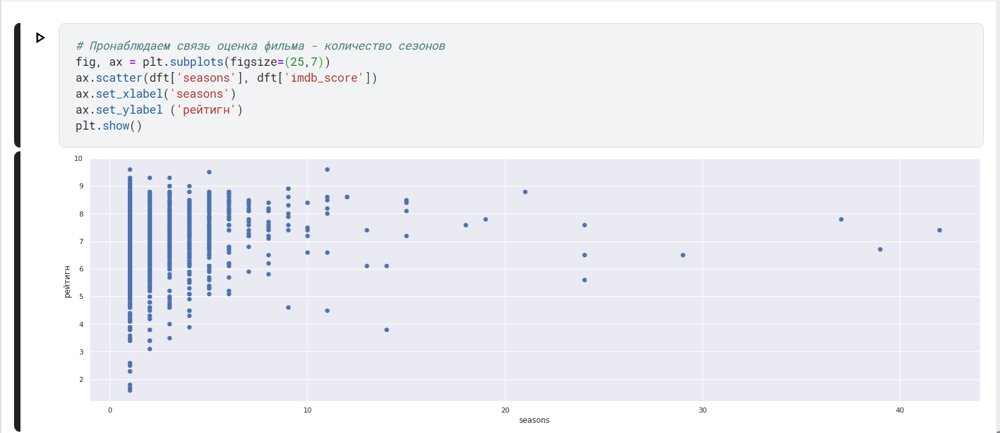 # Пронаблюдаем связь оценка фильма - количество сезонов
fig, ax = plt.subplots(figsize=(25,7))
ax.scatter(dft['seasons'], dft['imdb_score'])
ax.set_xlabel('seasons')
ax.set_ylabel ('рейтигн')
plt.show()
10
9
8
7
6
5
4
3
2
рейтигн
0 10 20 30 40
seasons